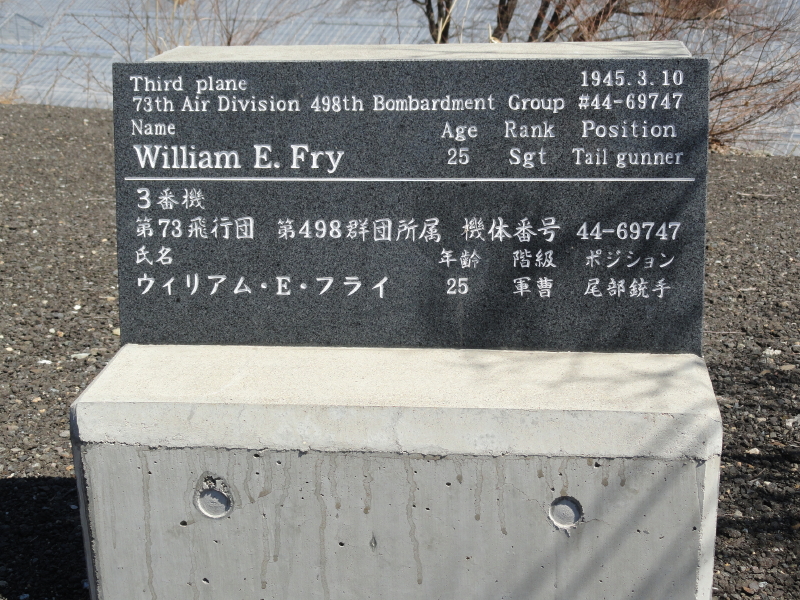 Third plane 1945.3.10
73th Air Division 498th Bombardment Group #44-69747
Name Age Rank Position
William E. Fry 25 Sgt Tail gunner
3番機
第73飛行団 第498群団所属 機体番号 44-69747
氏名 年齢 階級 ポジション
ウィリアム・E・フライ 25 軍曹 尾部銃手